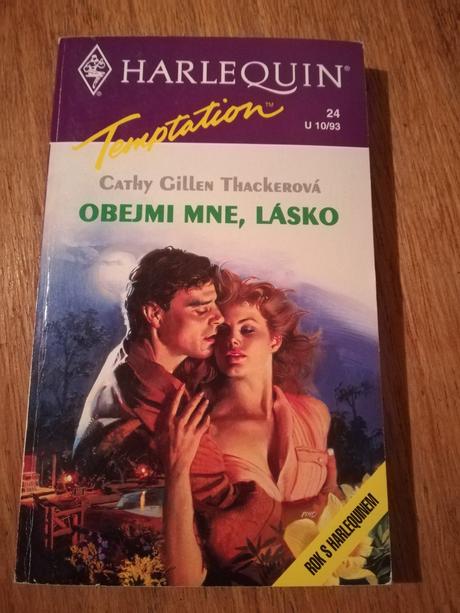 HARLEQUIN®
Temptation™
24
U 10/93
Cathy Gillen Thackerová
OBEJMI MNE, LÁSKO
ROK S HARLEQUINEM